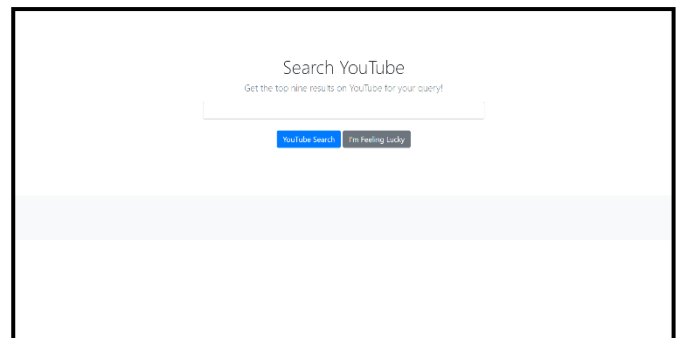 Search YouTube
Get the top nine results on YouTube for your query!
YouTube Search I'm Feeling Lucky